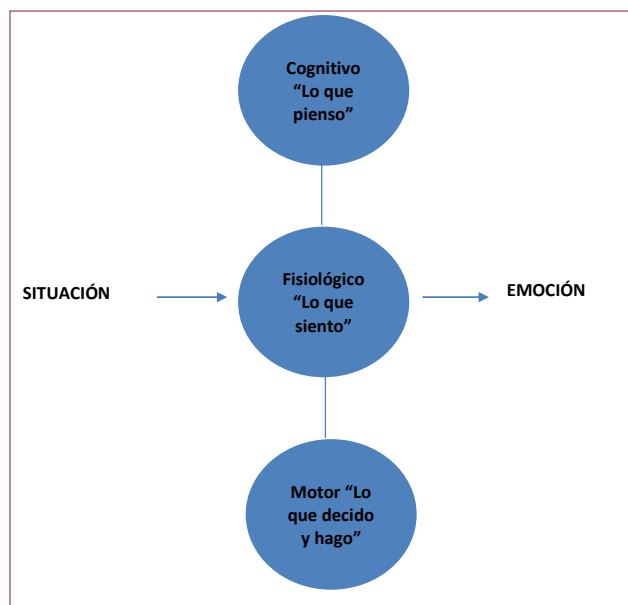 Cognitivo
“Lo que
pienso”
SITUACIÓN
Fisiológico
“Lo que
siento”
EMOCIÓN
Motor “Lo
que decido
y hago”